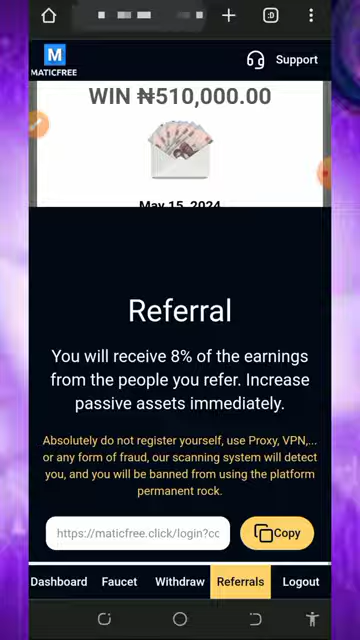 :D
M
MATICFREE
Support
WIN ₦510,000.00
May 15, 2024
Referral
You will receive 8% of the earnings
from the people you refer. Increase
passive assets immediately.
Absolutely do not register yourself, use Proxy, VPN,...
or any form of fraud, our scanning system will detect
you, and you will be banned from using the platform
permanent rock.
https://maticfree.click/login?cc
Copy
Dashboard Faucet Withdraw Referrals Logout